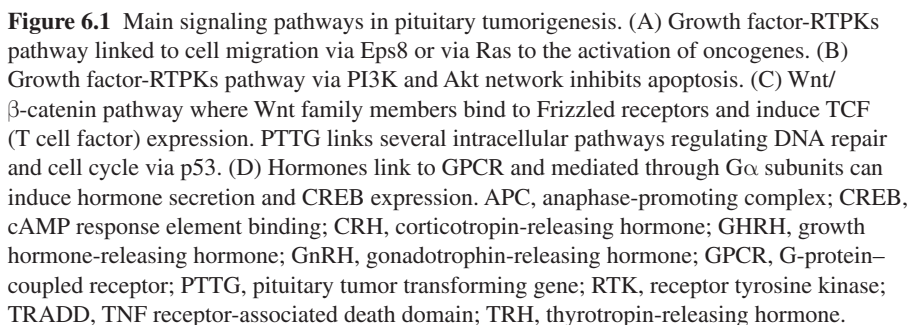 Figure 6.1 Main signaling pathways in pituitary tumorigenesis. (A) Growth factor-RTPKs
pathway linked to cell migration via Eps8 or via Ras to the activation of oncogenes. (B)
Growth factor-RTPKs pathway via PI3K and Akt network inhibits apoptosis. (C) Wnt/
β-catenin pathway where Wnt family members bind to Frizzled receptors and induce TCF
(T cell factor) expression. PTTG links several intracellular pathways regulating DNA repair
and cell cycle via p53. (D) Hormones link to GPCR and mediated through Gα subunits can
induce hormone secretion and CREB expression. APC, anaphase-promoting complex; CREB,
cAMP response element binding; CRH, corticotropin-releasing hormone; GHRH, growth
hormone-releasing hormone; GnRH, gonadotrophin-releasing hormone; GPCR, G-protein–
coupled receptor; PTTG, pituitary tumor transforming gene; RTK, receptor tyrosine kinase;
TRADD, TNF receptor-associated death domain; TRH, thyrotropin-releasing hormone.